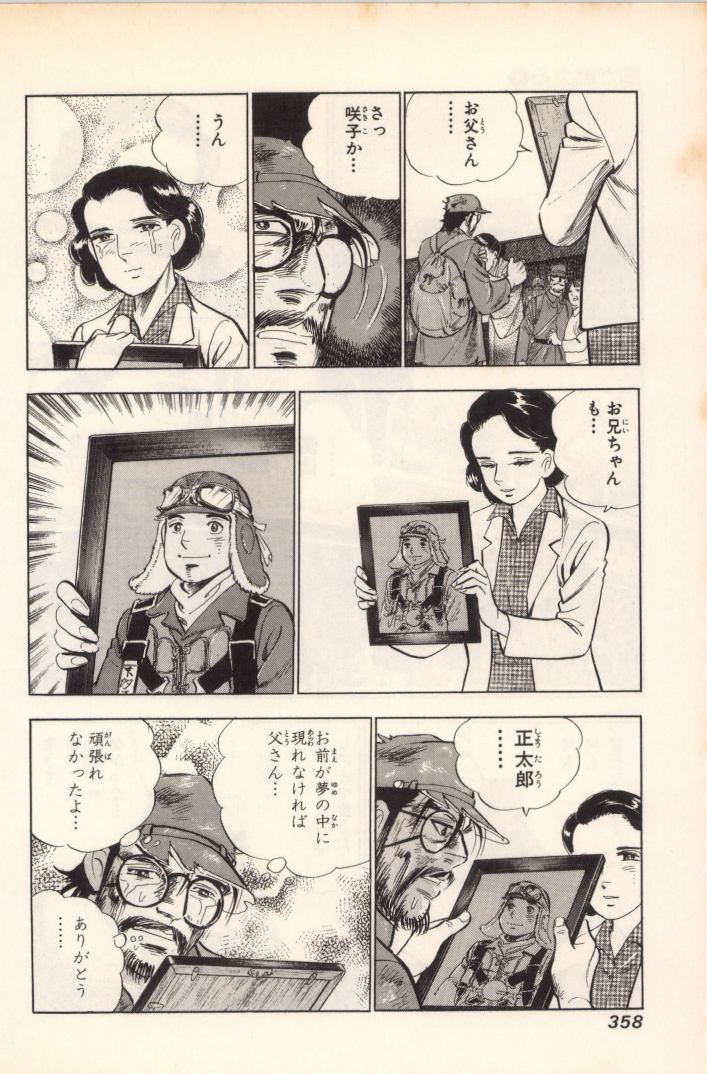 お父さん
……
さっ
咲子か…
うん
……
お兄ちゃん
も…
正太郎
……
お前が夢の中に
現れなければ
父さん…
頑張れ
なかったよ…
ありがとう
……
358